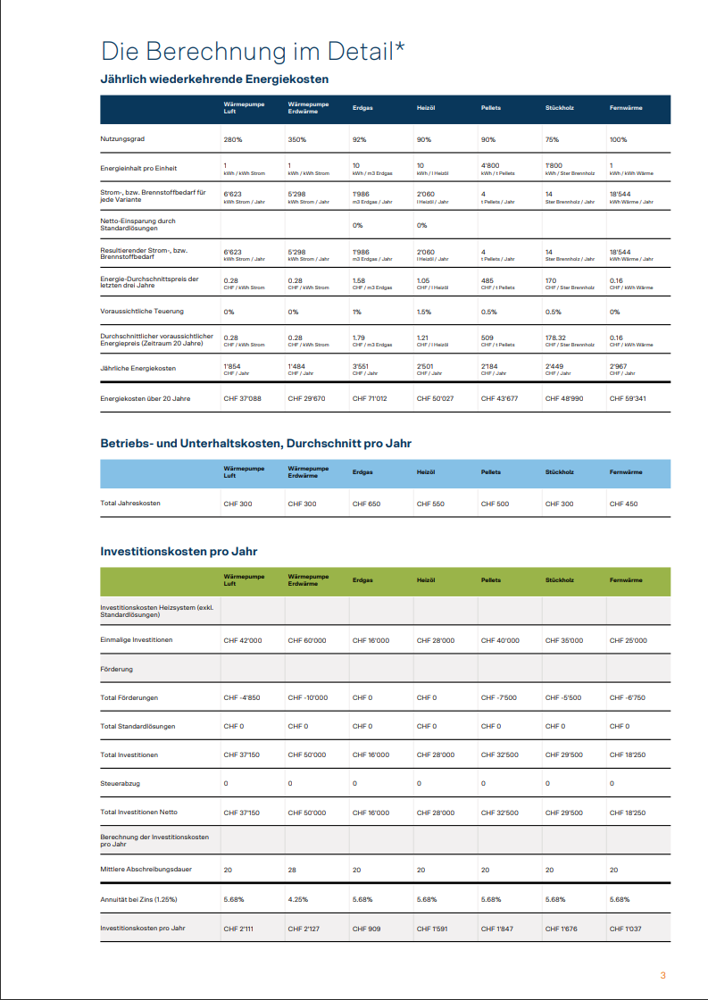 Die Berechnung im Detail*
Jährlich wiederkehrende Energiekosten
Wärmepumpe Luft Wärmepumpe Erdwärme Erdgas Heizöl Pellets Stückholz Fernwärme
Nutzungsgrad 280% 350% 92% 90% 90% 75% 100%
Energieinhalt pro Einheit 1 1 10 10 4'800 1'800 1
kWh / kWh Strom kWh / kWh Strom kWh / m3 Erdgas kWh / l Heizöl kWh / t Pellets kWh / Ster Brennholz kWh / kWh Wärme
Strom-, bzw. Brennstoffbedarf für jede Variante 6'623 5'298 1'986 2'060 4 14 18'544
kWh Strom / Jahr kWh Strom / Jahr m3 Erdgas / Jahr l Heizöl / Jahr t Pellets / Jahr Ster Brennholz / Jahr kWh Wärme / Jahr
Netto-Einsparung durch Standardlösungen 0% 0%
Resultierender Strom-, bzw. Brennstoffbedarf 6'623 5'298 1'986 2'060 4 14 18'544
kWh Strom / Jahr kWh Strom / Jahr m3 Erdgas / Jahr l Heizöl / Jahr t Pellets / Jahr Ster Brennholz / Jahr kWh Wärme / Jahr
Energie-Durchschnittspreis der letzten drei Jahre 0.28 0.28 1.58 1.05 485 170 0.16
CHF / kWh Strom CHF / kWh Strom CHF / m3 Erdgas CHF / l Heizöl CHF / t Pellets CHF / Ster Brennholz CHF / kWh Wärme
Voraussichtliche Teuerung 0% 0% 1% 1.5% 0.5% 0.5% 0%
Durchschnittlicher voraussichtlicher Energiepreis (Zeitraum 20 Jahre) 0.28 0.28 1.79 1.21 509 178.32 0.16
CHF / kWh Strom CHF / kWh Strom CHF / m3 Erdgas CHF / l Heizöl CHF / t Pellets CHF / Ster Brennholz CHF / kWh Wärme
Jährliche Energiekosten 1'854 1'484 3'551 2'501 2'184 2'449 2'967
CHF / Jahr CHF / Jahr CHF / Jahr CHF / Jahr CHF / Jahr CHF / Jahr CHF / Jahr
Energiekosten über 20 Jahre CHF 37'088 CHF 29'670 CHF 71'012 CHF 50'027 CHF 43'677 CHF 48'990 CHF 59'341
Betriebs- und Unterhaltskosten, Durchschnitt pro Jahr
Wärmepumpe Luft Wärmepumpe Erdwärme Erdgas Heizöl Pellets Stückholz Fernwärme
Total Jahreskosten CHF 300 CHF 300 CHF 650 CHF 550 CHF 500 CHF 300 CHF 450
Investitionskosten pro Jahr
Wärmepumpe Luft Wärmepumpe Erdwärme Erdgas Heizöl Pellets Stückholz Fernwärme
Investitionskosten Heizsystem (exkl. Standardlösungen)
Einmalige Investitionen CHF 42'000 CHF 60'000 CHF 16'000 CHF 28'000 CHF 40'000 CHF 35'000 CHF 25'000
Förderung
Total Förderungen CHF -4'850 CHF -10'000 CHF 0 CHF 0 CHF -7'500 CHF -5'500 CHF -6'750
Total Standardlösungen CHF 0 CHF 0 CHF 0 CHF 0 CHF 0 CHF 0 CHF 0
Total Investitionen CHF 37'150 CHF 50'000 CHF 16'000 CHF 28'000 CHF 32'500 CHF 29'500 CHF 18'250
Steuerabzug 0 0 0 0 0 0 0
Total Investitionen Netto CHF 37'150 CHF 50'000 CHF 16'000 CHF 28'000 CHF 32'500 CHF 29'500 CHF 18'250
Berechnung der Investitionskosten pro Jahr
Mittlere Abschreibungsdauer 20 28 20 20 20 20 20
Annuität bei Zins (1.25%) 5.68% 4.25% 5.68% 5.68% 5.68% 5.68% 5.68%
Investitionskosten pro Jahr CHF 2'111 CHF 2'127 CHF 909 CHF 1'591 CHF 1'847 CHF 1'676 CHF 1'037
3